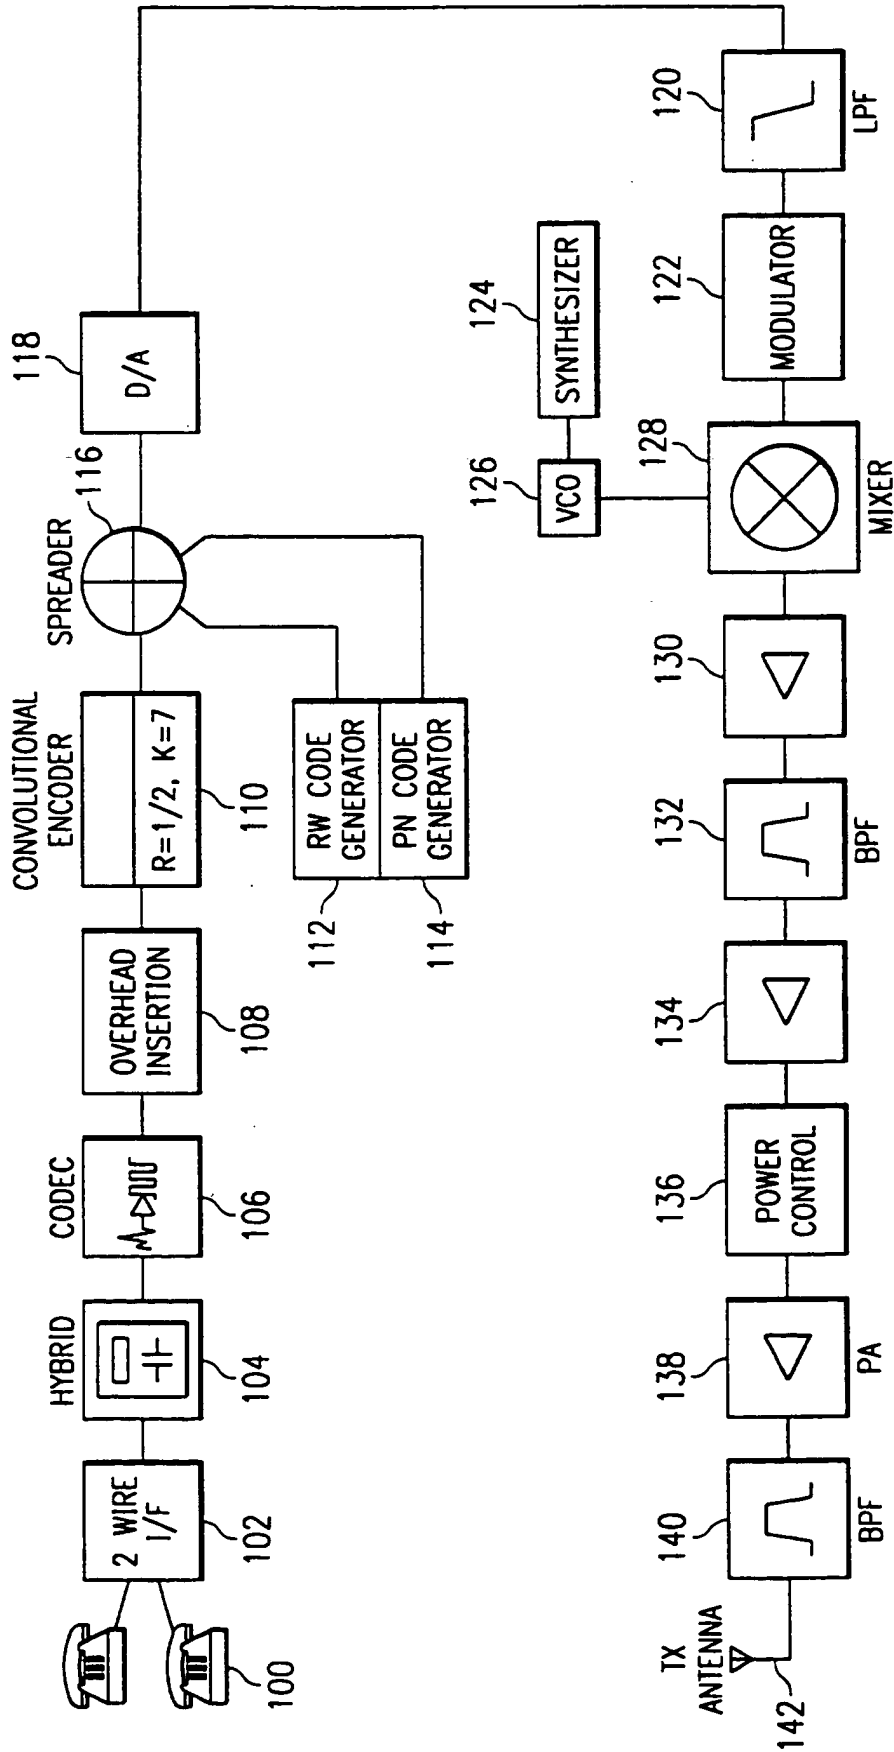 100
2 WIRE
I/F
102
HYBRID
104
CODEC
106
OVERHEAD
INSERTION
108
CONVOLUTIONAL
ENCODER
R=1/2, K=7
110
RW CODE
GENERATOR
112
PN CODE
GENERATOR
114
SPREADER
116
D/A
118
120
LPF
122
MODULATOR
124
SYNTHESIZER
126
VCO
128
MIXER
130
132
BPF
134
136
POWER
CONTROL
138
PA
140
BPF
TX
ANTENNA
142